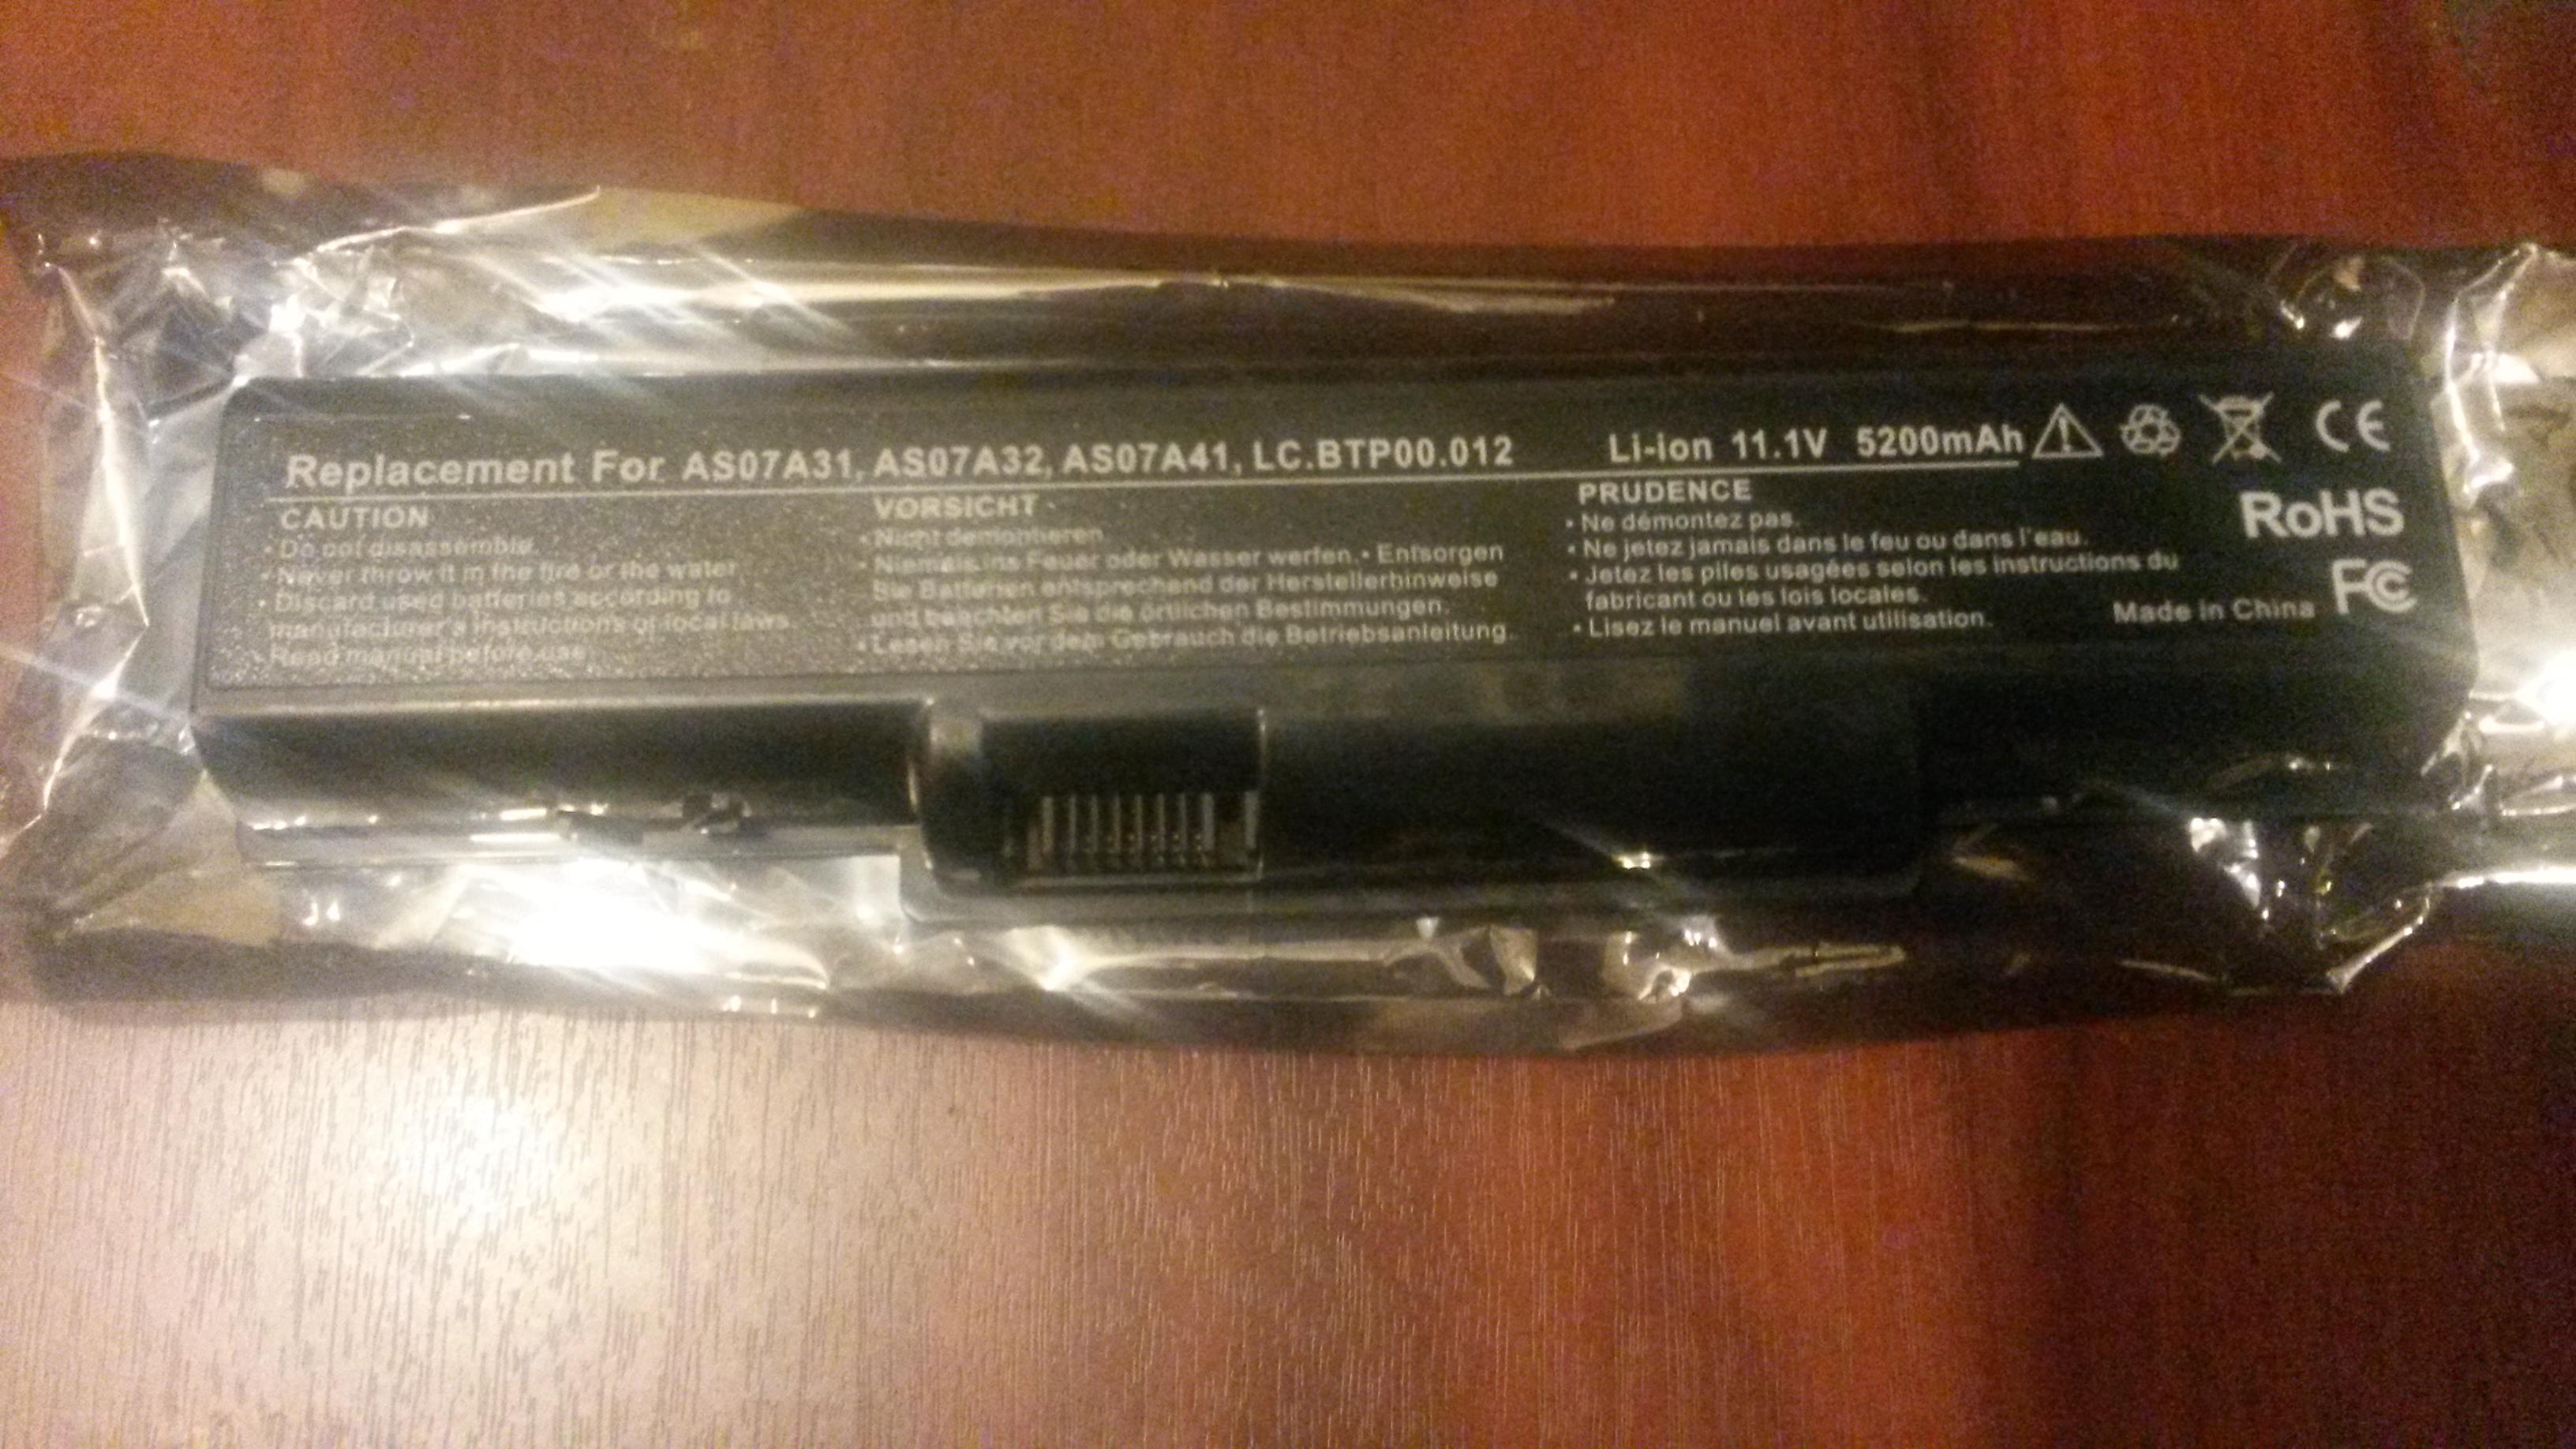 Replacement For AS07A31, AS07A32, AS07A41, LC.BTP00.012 Li-ion 11.1V 5200mAh CE
CAUTION
• Do not disassemble.
• Never throw it in the fire or the water.
• Discard used batteries according to
manufacturer's instructions of local laws.
Read manual before use
VORSICHT
• Nicht demontieren
• Niemals ins Feuer oder Wasser werfen. • Entsorgen
Sie Batterien entsprechend der Herstellerhinweise
und beachten Sie die örtlichen Bestimmungen.
• Lesen Sie vor dem Gebrauch die Betriebsanleitung.
PRUDENCE
• Ne démontez pas.
• Ne jetez jamais dans le feu ou dans l'eau.
• Jetez les piles usagées selon les instructions du
fabricant ou les lois locales.
• Lisez le manuel avant utilisation.
RoHS
Made in China FC